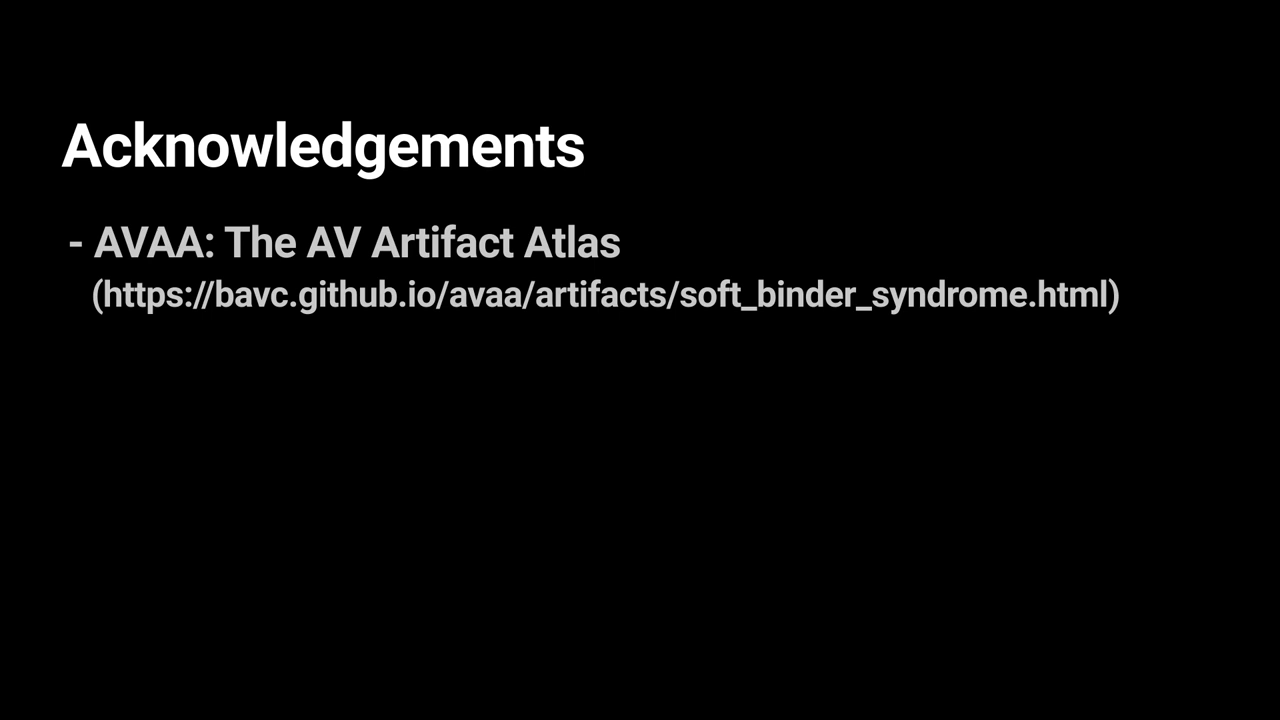 Acknowledgements
- AVAA: The AV Artifact Atlas
(https://bavc.github.io/avaa/artifacts/soft_binder_syndrome.html)